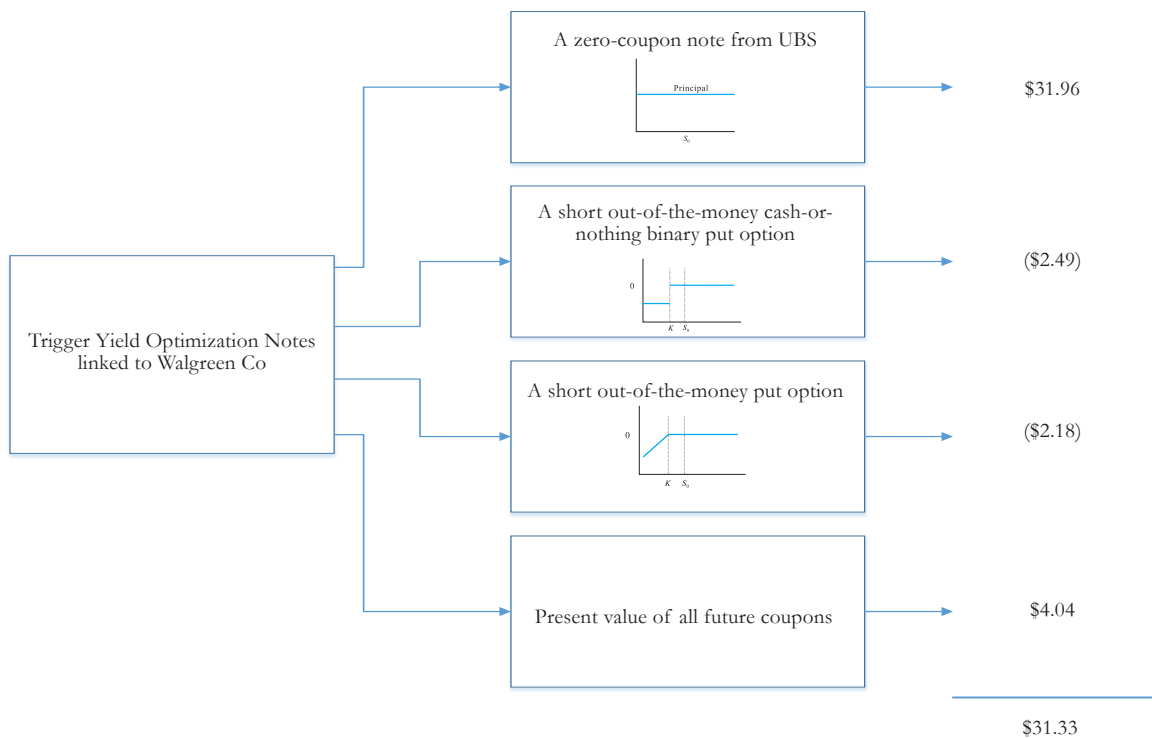 A zero-coupon note from UBS
Principal
S0
$31.96
A short out-of-the-money cash-or-
nothing binary put option
0
K
S0
($2.49)
Trigger Yield Optimization Notes
linked to Walgreen Co
A short out-of-the-money put option
0
K
S0
($2.18)
Present value of all future coupons
$4.04
$31.33